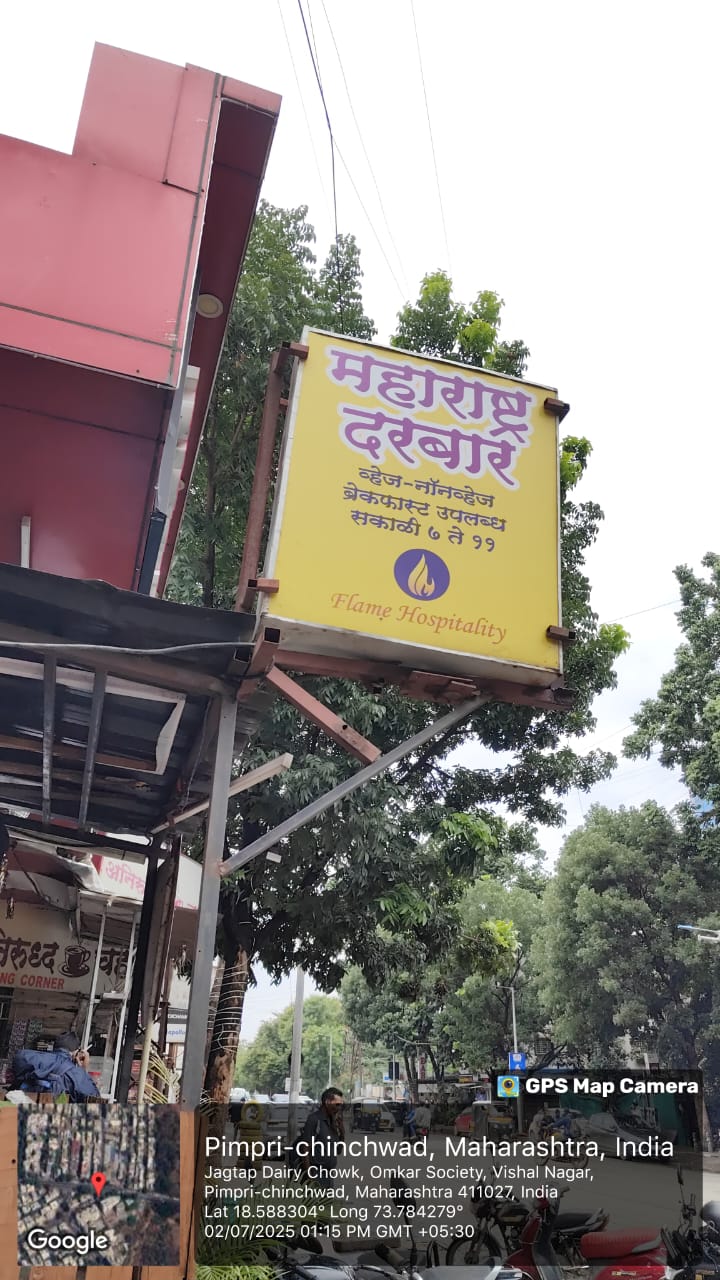 महाराष्ट्र
दरबार
व्हेज-नॉनव्हेज
ब्रेकफास्ट उपलब्ध
सकाळी ७ ते ११
Flame Hospitality
GPS Map Camera
Pimpri-chinchwad, Maharashtra, India
Jagtap Dairy Chowk, Omkar Society, Vishal Nagar,
Pimpri-chinchwad, Maharashtra 411027, India
Lat 18.588304° Long 73.784279°
02/07/2025 01:15 PM GMT +05:30
Google